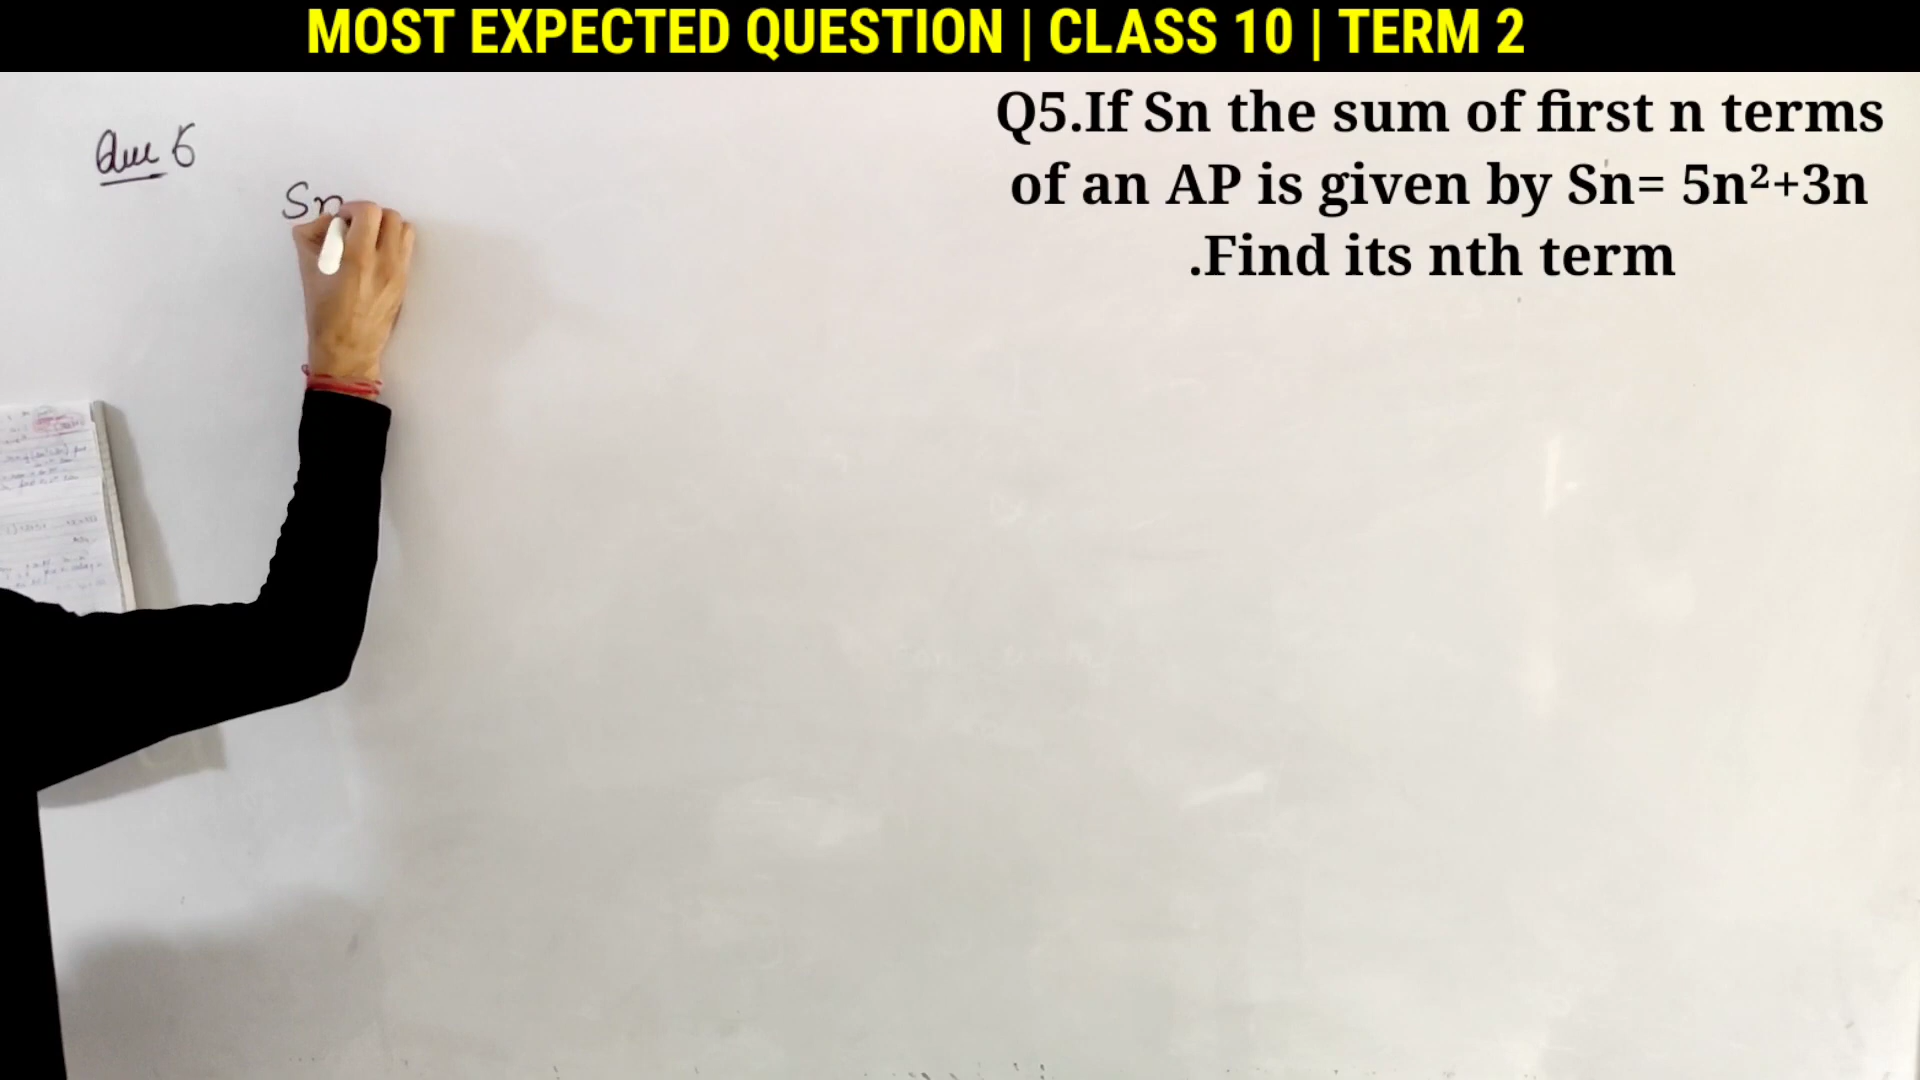 MOST EXPECTED QUESTION | CLASS 10 | TERM 2
Q5.If Sn the sum of first n terms
of an AP is given by Sn= 5n²+3n
.Find its nth term
Que 5
Sn